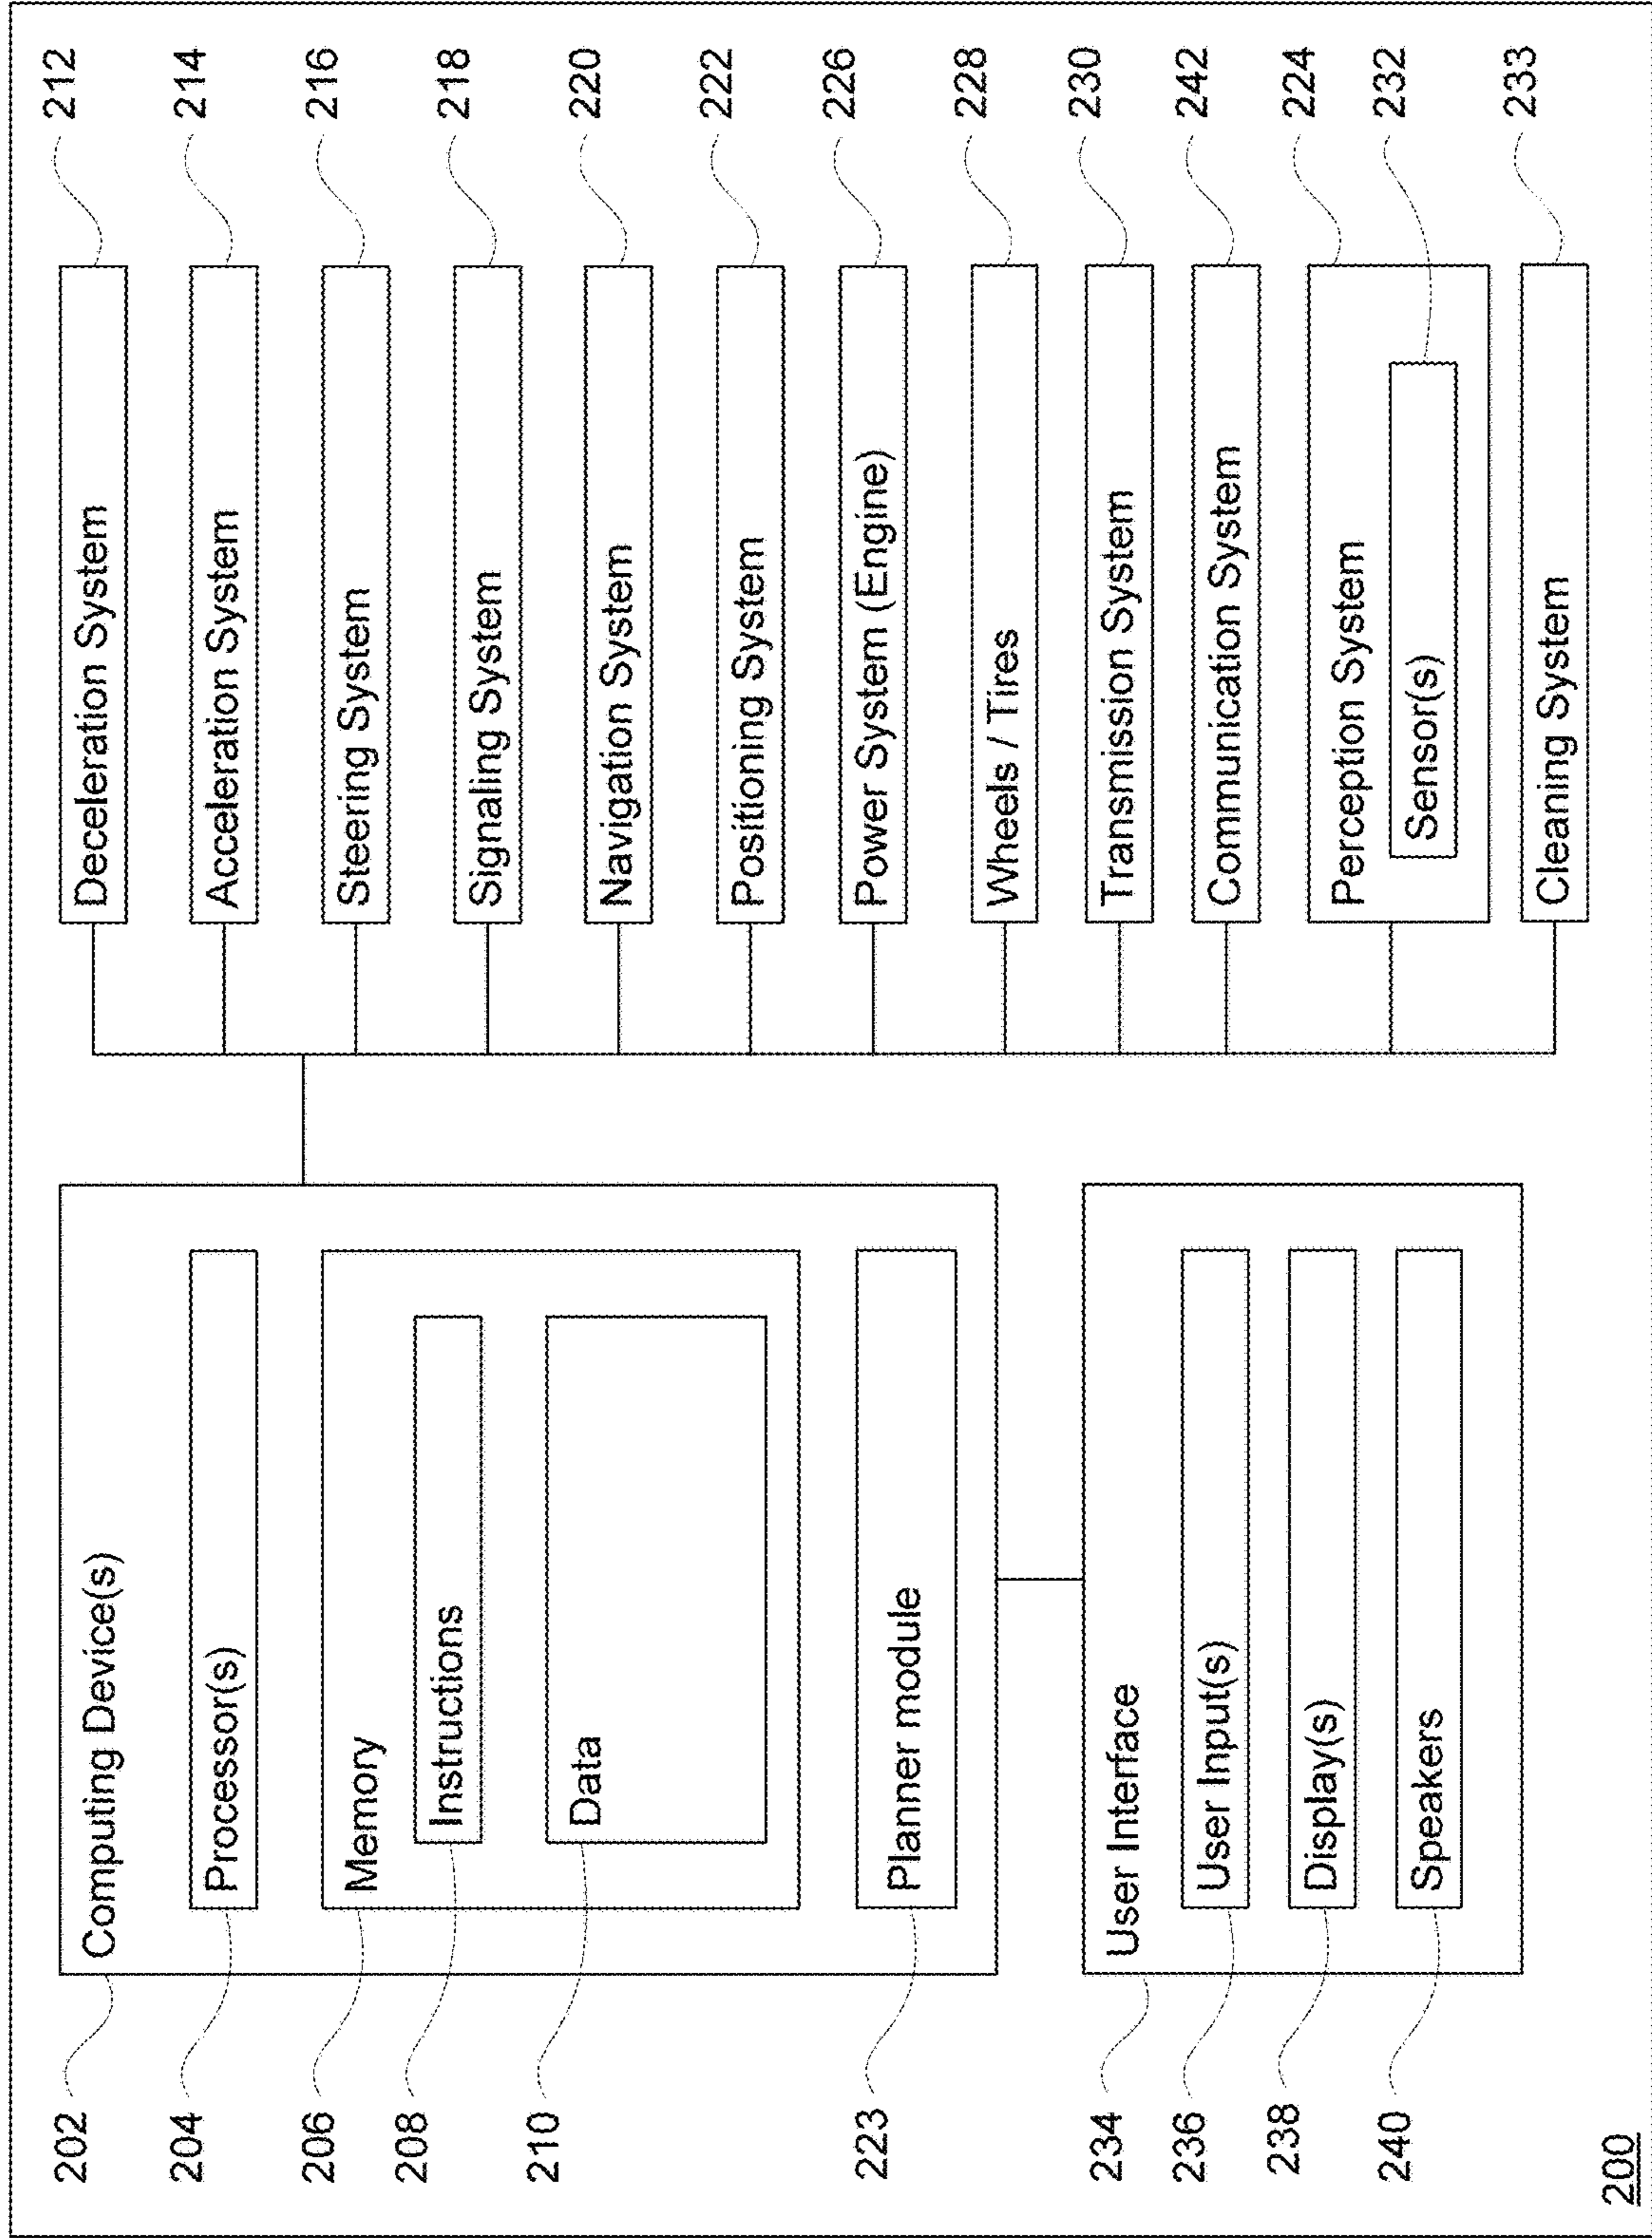 202
Computing Device(s)
204
Processor(s)
206
Memory
208
Instructions
210
Data
223
Planner module
234
User Interface
236
User Input(s)
238
Display(s)
240
Speakers
Deceleration System
212
Acceleration System
214
Steering System
216
Signaling System
218
Navigation System
220
Positioning System
222
Power System (Engine)
226
Wheels / Tires
228
Transmission System
230
Communication System
242
Perception System
224
Sensor(s)
232
Cleaning System
233
200